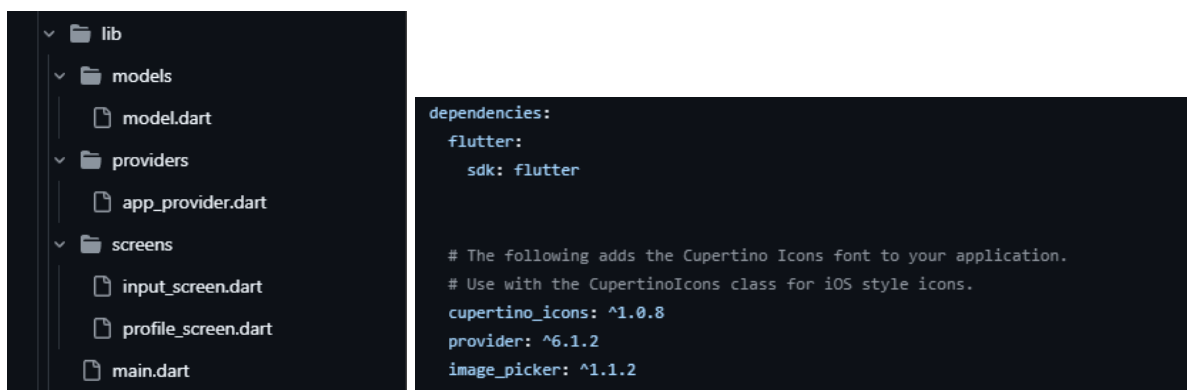 lib
models
model.dart
providers
app_provider.dart
screens
input_screen.dart
profile_screen.dart
main.dart
dependencies:
  flutter:
    sdk: flutter
  # The following adds the Cupertino Icons font to your application.
  # Use with the CupertinoIcons class for iOS style icons.
  cupertino_icons: ^1.0.8
  provider: ^6.1.2
  image_picker: ^1.1.2